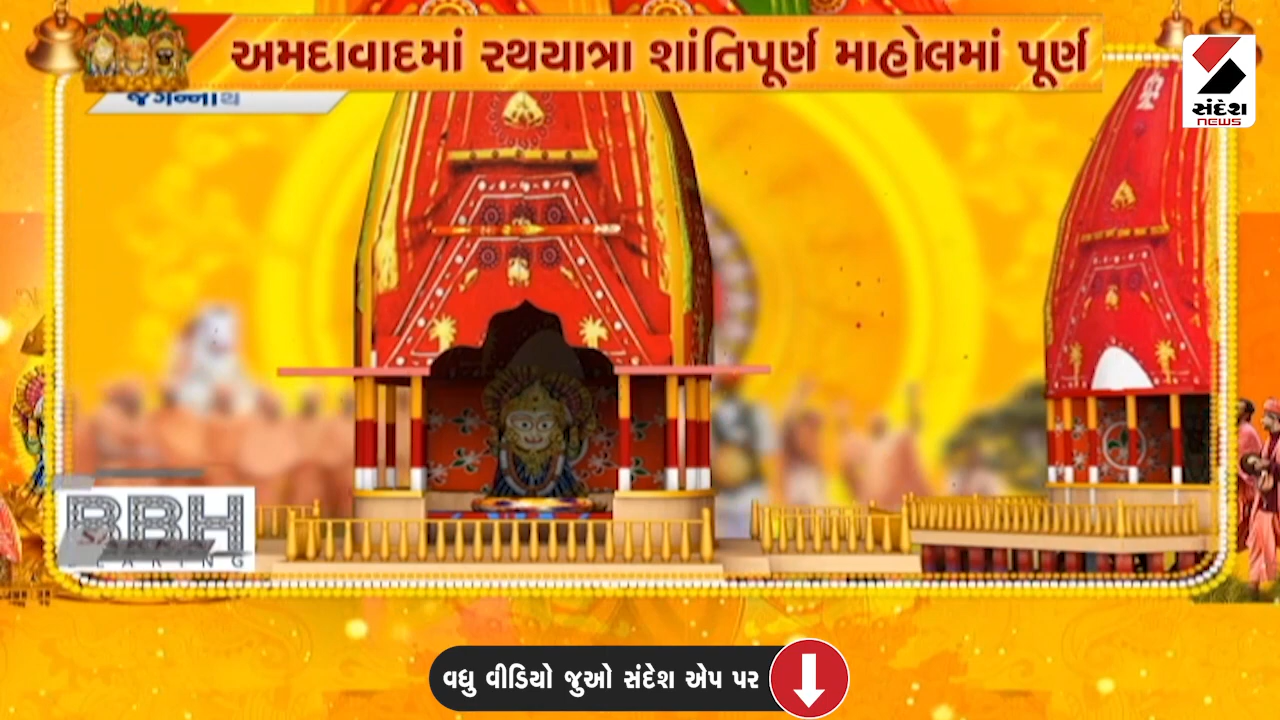 અમદાવાદમાં રથયાત્રા શાંતિપૂર્ણ માહોલમાં પૂર્ણ
સંદેશ
NEWS
જગન્નાથ
BBH
વધુ વીડિયો જુઓ સંદેશ એપ પર